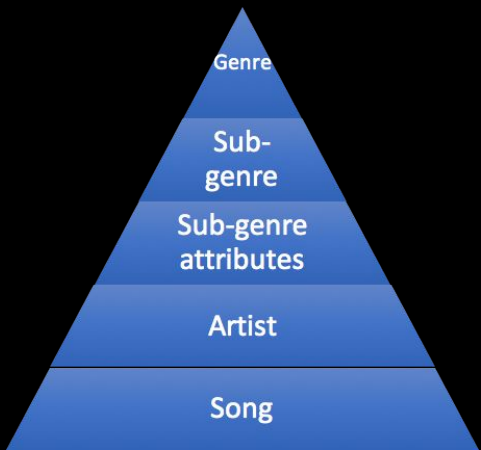 Genre
Sub-
genre
Sub-genre
attributes
Artist
Song